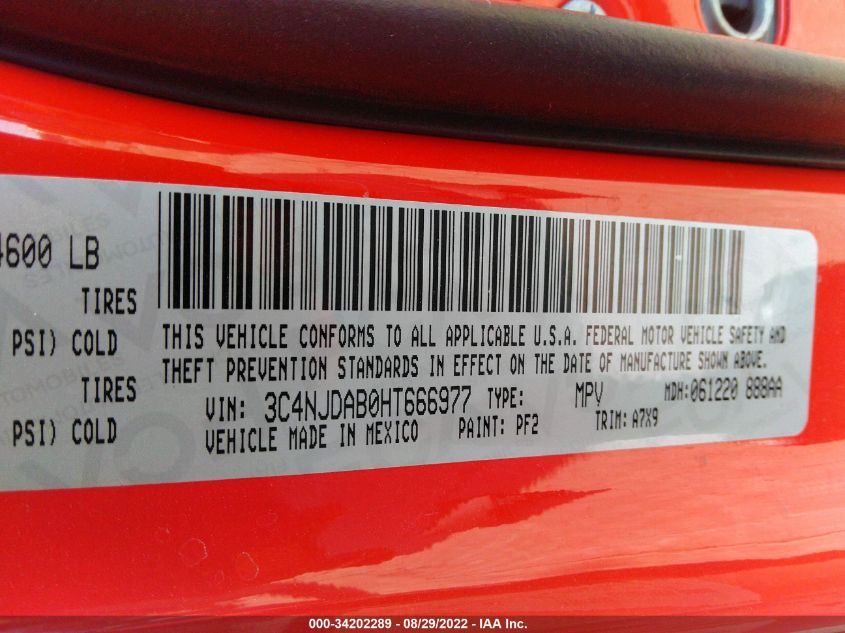 4600 LB
TIRES
PSI) COLD
TIRES
PSI) COLD
THIS VEHICLE CONFORMS TO ALL APPLICABLE U.S.A. FEDERAL MOTOR VEHICLE SAFETY AND
THEFT PREVENTION STANDARDS IN EFFECT ON THE DATE OF MANUFACTURE SHOWN ABOVE.
VIN: 3C4NJDAB0HT666977 TYPE: MPV MDH:061220 888AA
VEHICLE MADE IN MEXICO PAINT: PF2 TRIM: A7X9
000-34202289 - 08/29/2022 - IAA Inc.